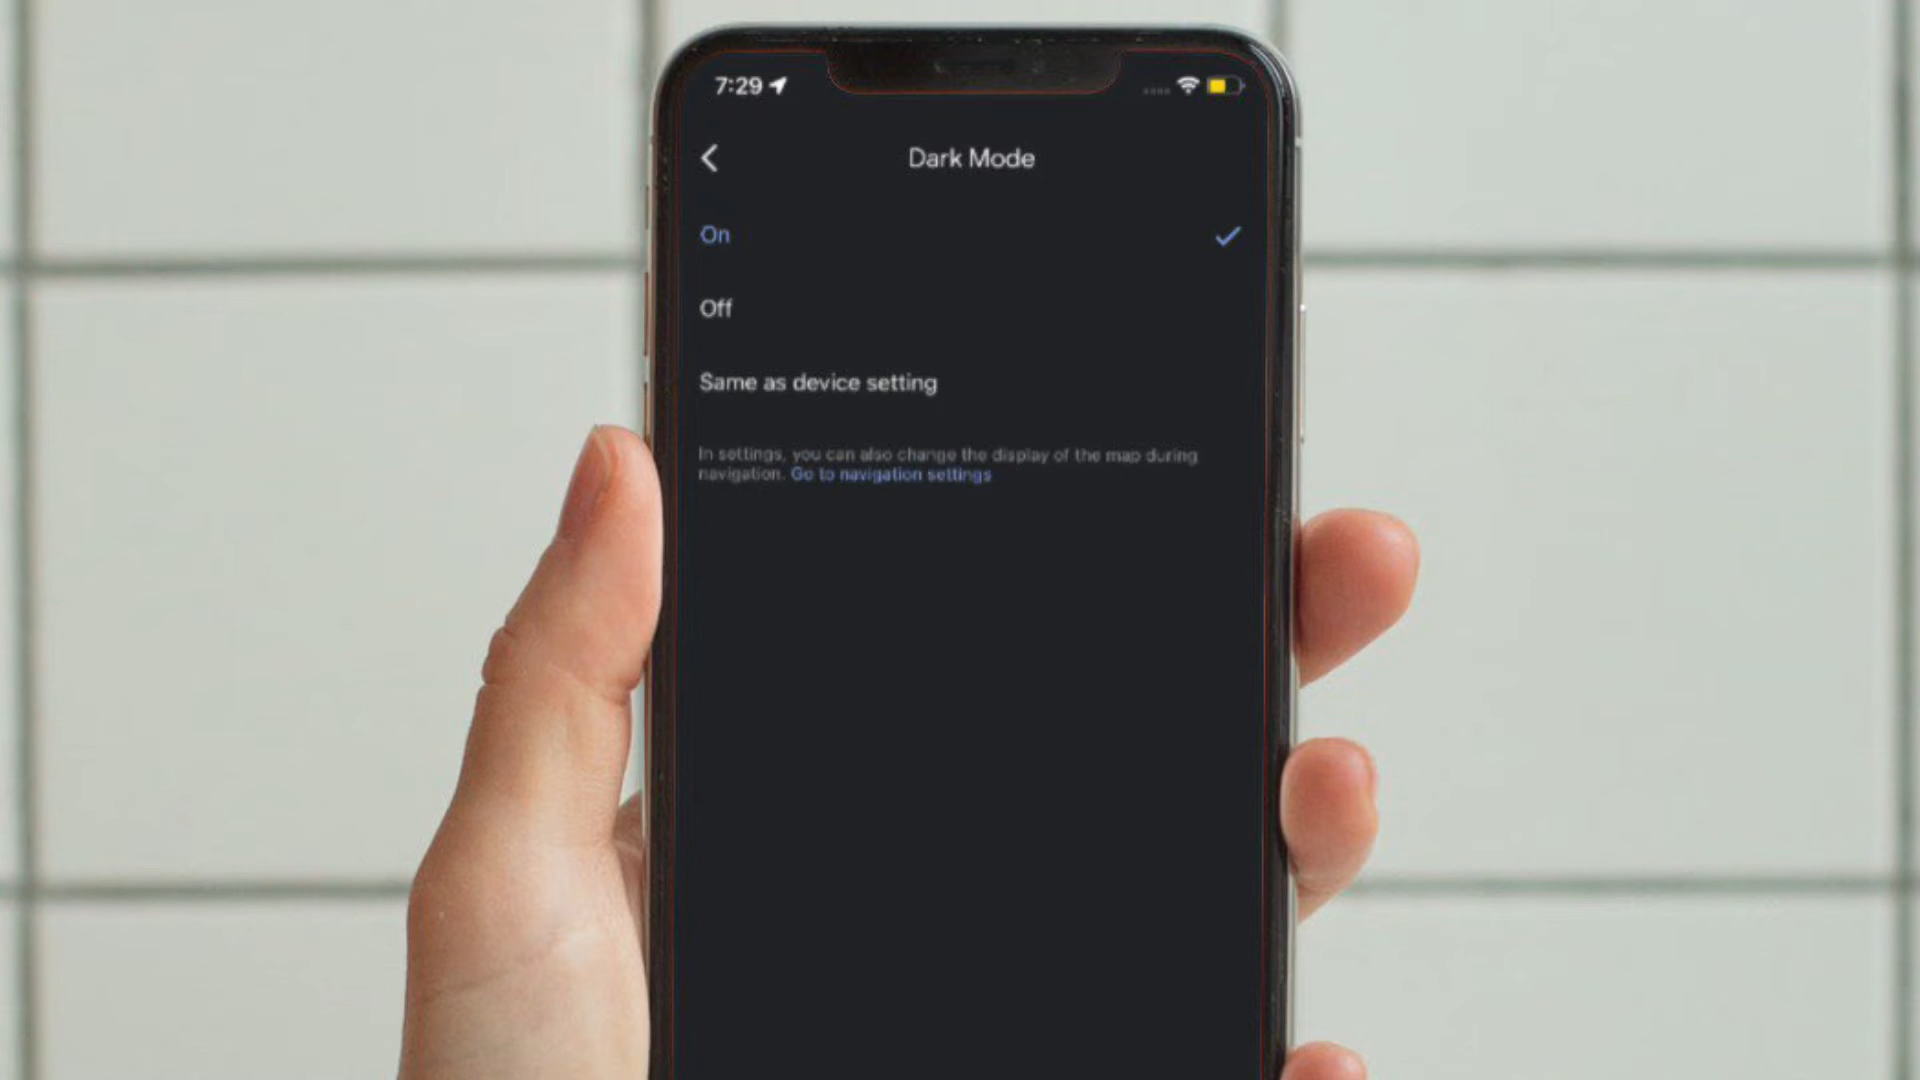 7:29
Dark Mode
On
Off
Same as device setting
In settings, you can also change the display of the map during
navigation. Go to navigation settings